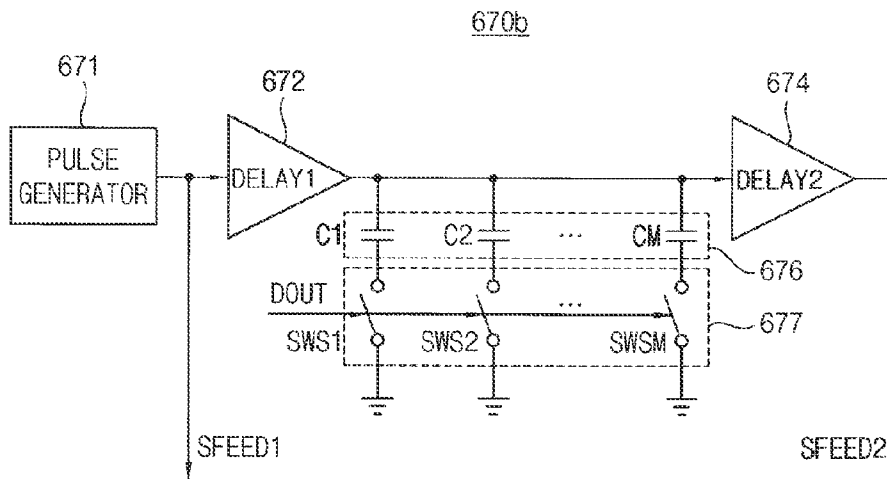 670b
671
672
674
PULSE
GENERATOR
DELAY1
DELAY2
C1
C2
...
CM
676
DOUT
...
677
SWS1
SWS2
SWSM
SFEED1
SFEED2